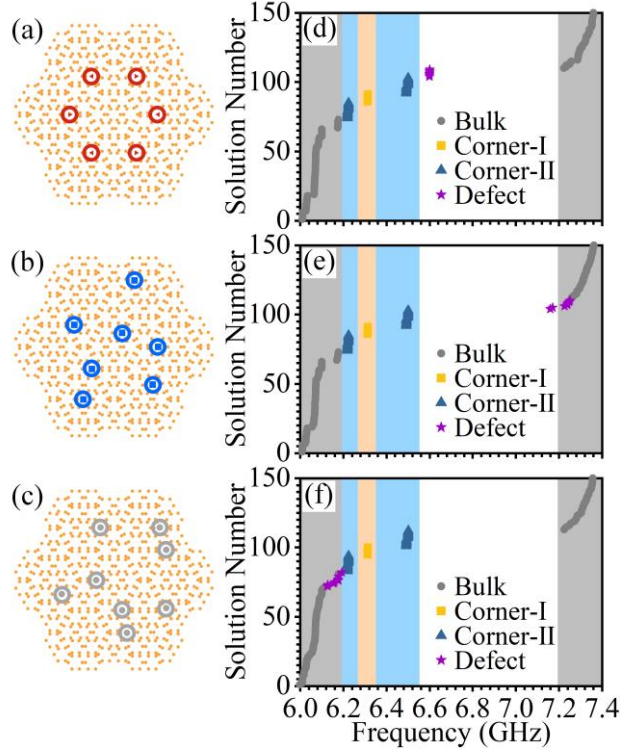 (a)
(d)
150
100
50
0
Solution Number
Bulk
Corner-I
Corner-II
Defect
(b)
(e)
150
100
50
0
Solution Number
Bulk
Corner-I
Corner-II
Defect
(c)
(f)
150
100
50
0
Solution Number
Bulk
Corner-I
Corner-II
Defect
6.0 6.2 6.4 6.6 6.8 7.0 7.2 7.4
Frequency (GHz)